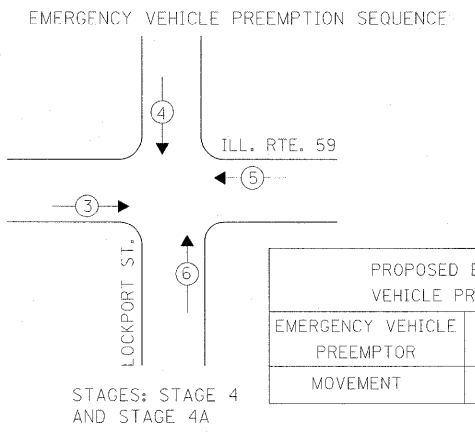 EMERGENCY VEHICLE PREEMPTION SEQUENCE
4
ILL. RTE. 59
5
3
6
LOCKPORT ST.
PROPOSED
VEHICLE PR
EMERGENCY VEHICLE
PREEMPTOR
MOVEMENT
STAGES: STAGE 4
AND STAGE 4A